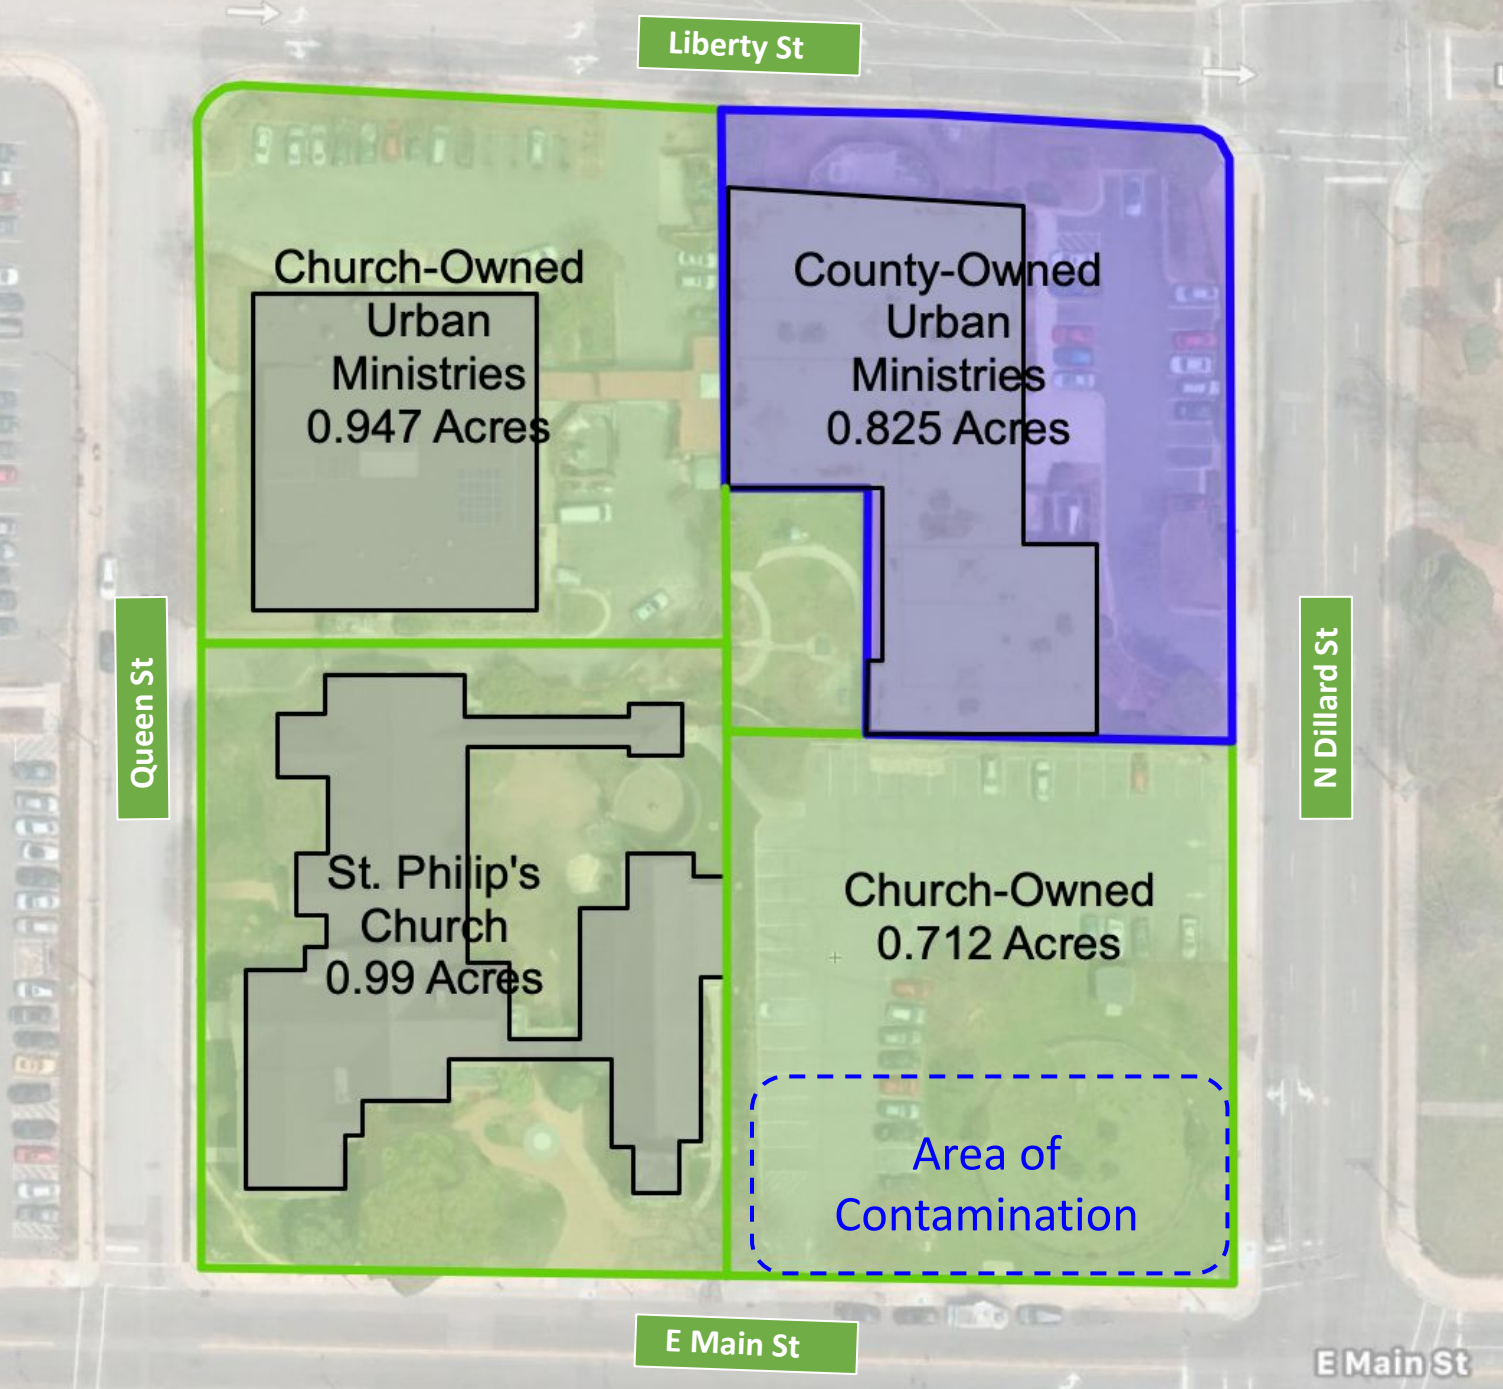 Liberty St
Church-Owned
Urban
Ministries
0.947 Acres
County-Owned
Urban
Ministries
0.825 Acres
Queen St
N Dillard St
St. Philip's
Church
0.99 Acres
Church-Owned
0.712 Acres
Area of
Contamination
E Main St
E Main St